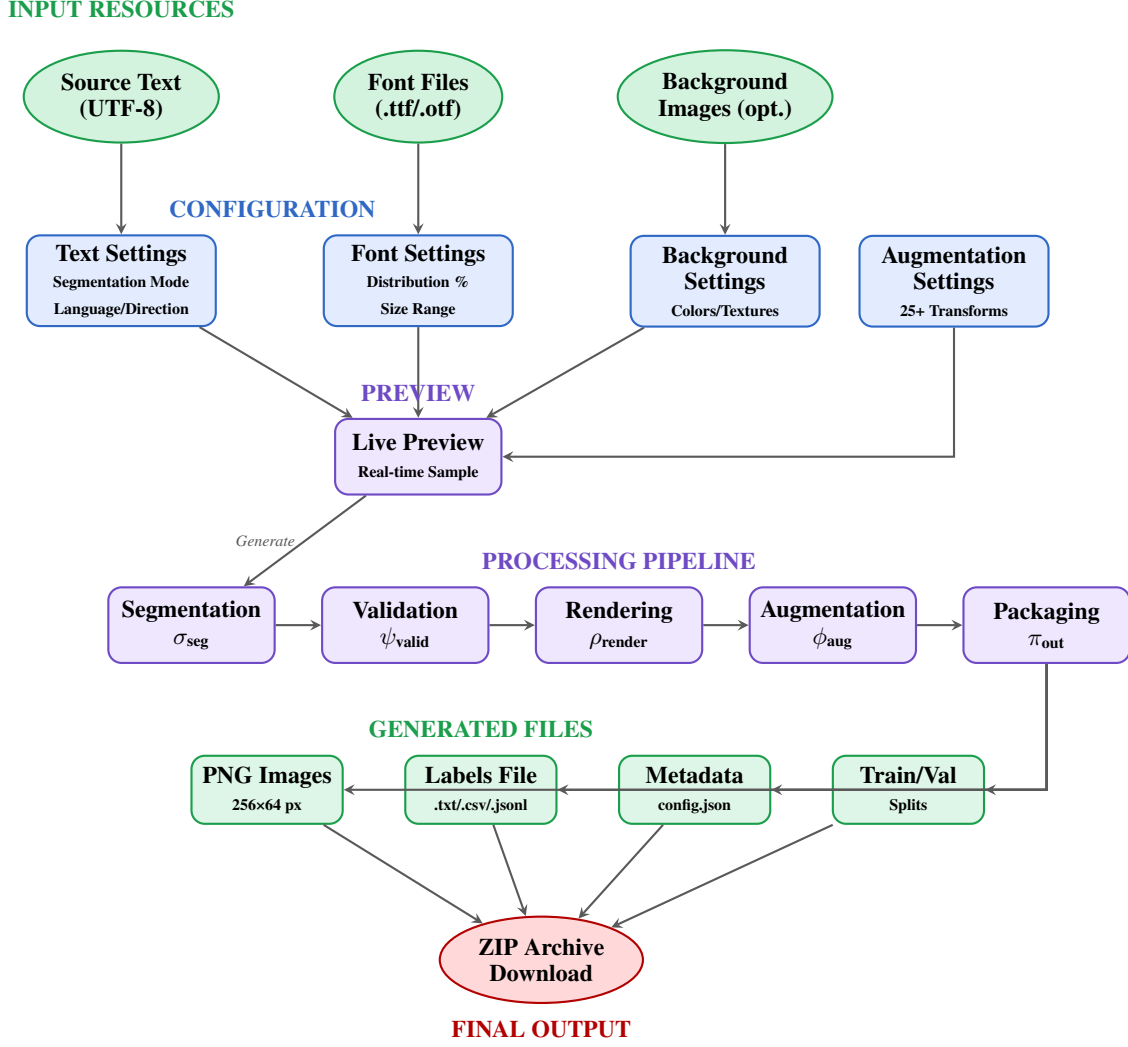 INPUT RESOURCES
Source Text
(UTF-8)
Font Files
(.ttf/.otf)
Background
Images (opt.)
CONFIGURATION
Text Settings
Segmentation Mode
Language/Direction
Font Settings
Distribution %
Size Range
Background
Settings
Colors/Textures
Augmentation
Settings
25+ Transforms
PREVIEW
Live Preview
Real-time Sample
Generate
PROCESSING PIPELINE
Segmentation
σseg
Validation
ψvalid
Rendering
ρrender
Augmentation
ϕaug
Packaging
πout
GENERATED FILES
PNG Images
256×64 px
Labels File
.txt/.csv/.jsonl
Metadata
config.json
Train/Val
Splits
ZIP Archive
Download
FINAL OUTPUT